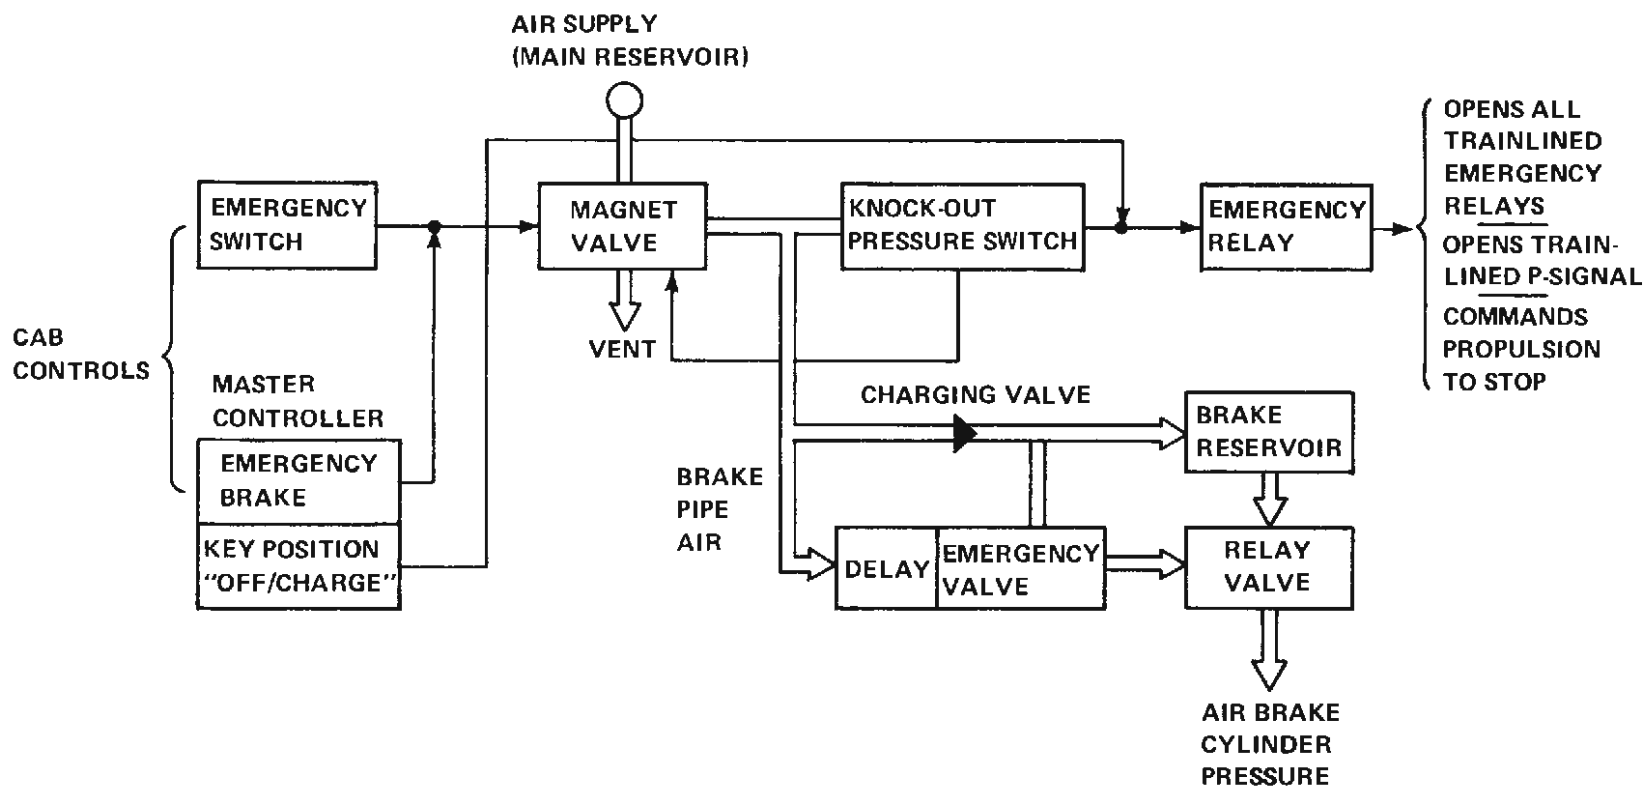 AIR SUPPLY
(MAIN RESERVOIR)
EMERGENCY
SWITCH
MAGNET
VALVE
KNOCK-OUT
PRESSURE SWITCH
EMERGENCY
RELAY
OPENS ALL
TRAINLINED
EMERGENCY
RELAYS
OPENS TRAIN-
LINED P-SIGNAL
COMMANDS
PROPULSION
TO STOP
VENT
CAB
CONTROLS
MASTER
CONTROLLER
EMERGENCY
BRAKE
KEY POSITION
"OFF/CHARGE"
CHARGING VALVE
BRAKE
RESERVOIR
BRAKE
PIPE
AIR
DELAY
EMERGENCY
VALVE
RELAY
VALVE
AIR BRAKE
CYLINDER
PRESSURE